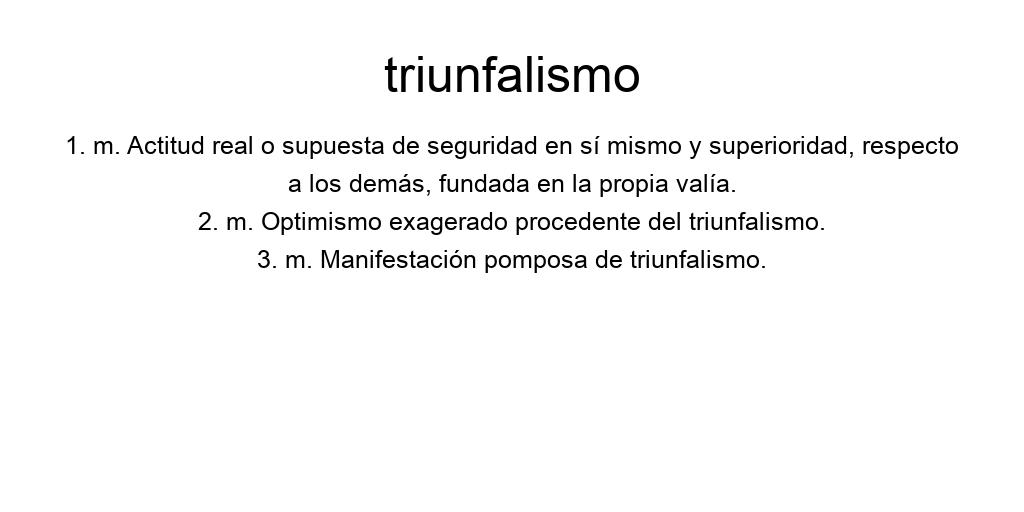 triunfalismo
1. m. Actitud real o supuesta de seguridad en sí mismo y superioridad, respecto
a los demás, fundada en la propia valía.
2. m. Optimismo exagerado procedente del triunfalismo.
3. m. Manifestación pomposa de triunfalismo.